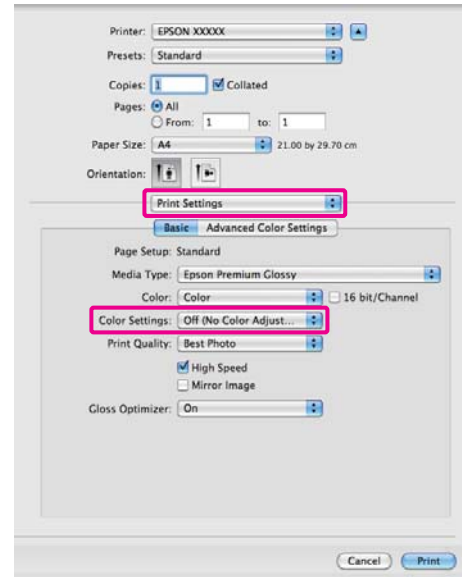 Printer: EPSON XXXXX
Presets: Standard
Copies: 1 Collated
Pages: All
From: 1 to: 1
Paper Size: A4 21.00 by 29.70 cm
Orientation:
Print Settings
Basic Advanced Color Settings
Page Setup: Standard
Media Type: Epson Premium Glossy
Color: Color 16 bit/Channel
Color Settings: Off (No Color Adjust...
Print Quality: Best Photo
High Speed
Mirror Image
Gloss Optimizer: On
Cancel Print